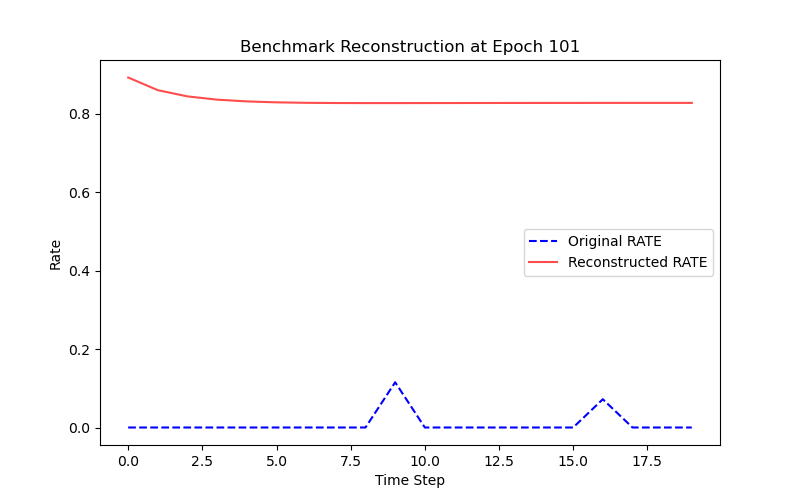 Benchmark Reconstruction at Epoch 101
0.8
0.6
0.4
0.2
0.0
Rate
Original RATE
Reconstructed RATE
0.0 2.5 5.0 7.5 10.0 12.5 15.0 17.5
Time Step